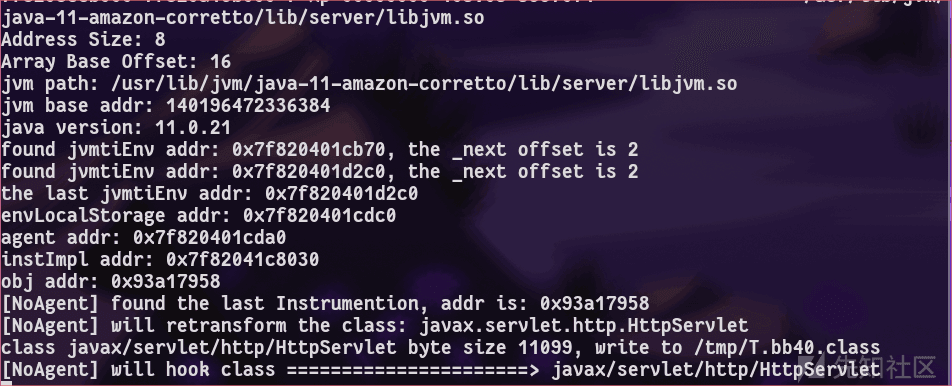 java-11-amazon-corretto/lib/server/libjvm.so
Address Size: 8
Array Base Offset: 16
jvm path: /usr/lib/jvm/java-11-amazon-corretto/lib/server/libjvm.so
jvm base addr: 140196472336384
java version: 11.0.21
found jvmtiEnv addr: 0x7f820401cb70, the _next offset is 2
found jvmtiEnv addr: 0x7f820401d2c0, the _next offset is 2
the last jvmtiEnv addr: 0x7f820401d2c0
envLocalStorage addr: 0x7f820401cdc0
agent addr: 0x7f820401cda0
instImpl addr: 0x7f82041c8030
obj addr: 0x93a17958
[NoAgent] found the last Instrumention, addr is: 0x93a17958
[NoAgent] will retransform the class: javax.servlet.http.HttpServlet
class javax/servlet/http/HttpServlet byte size 11099, write to /tmp/T.bb40.class
[NoAgent] will hook class ======================> javax/servlet/http/HttpServlet
先知社区